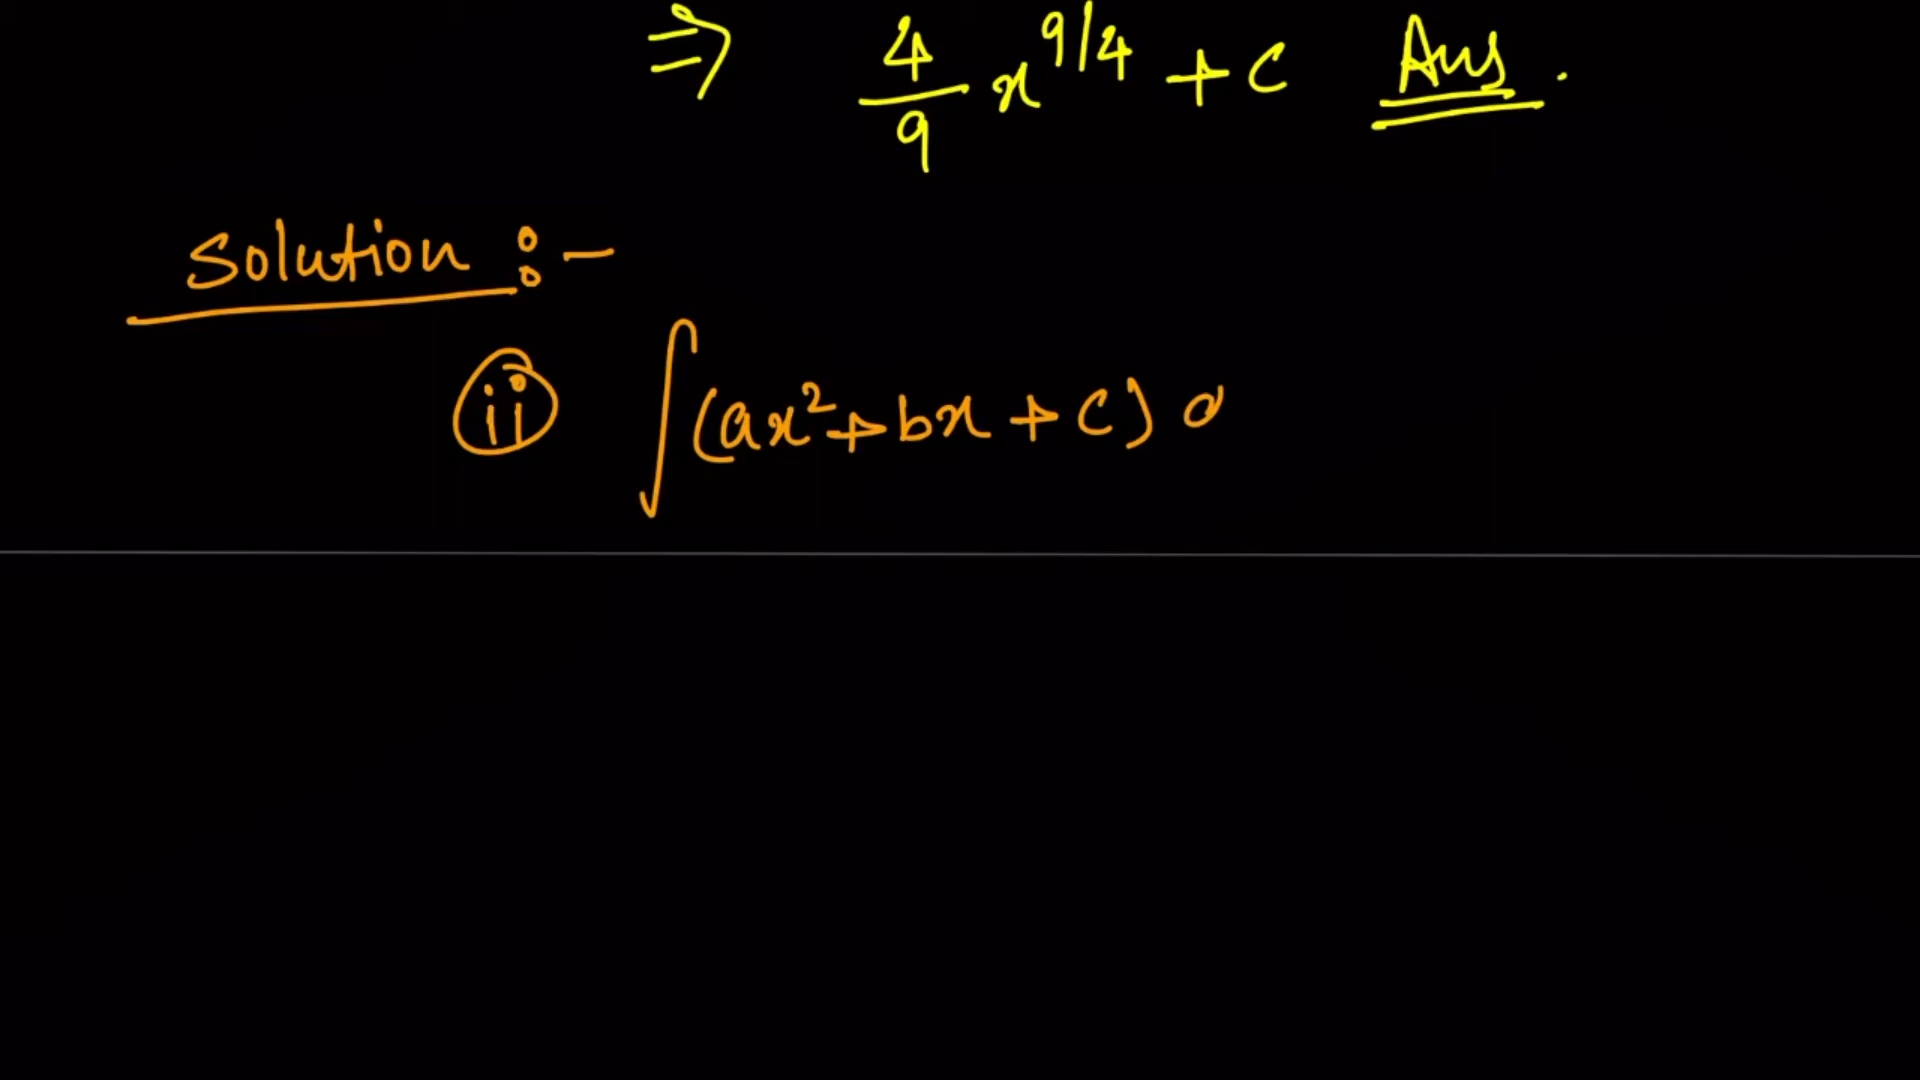 ⇒ 4/9 x^9/4 + c Ans.
Solution :-
(ii) ∫(ax²+bx+c) d